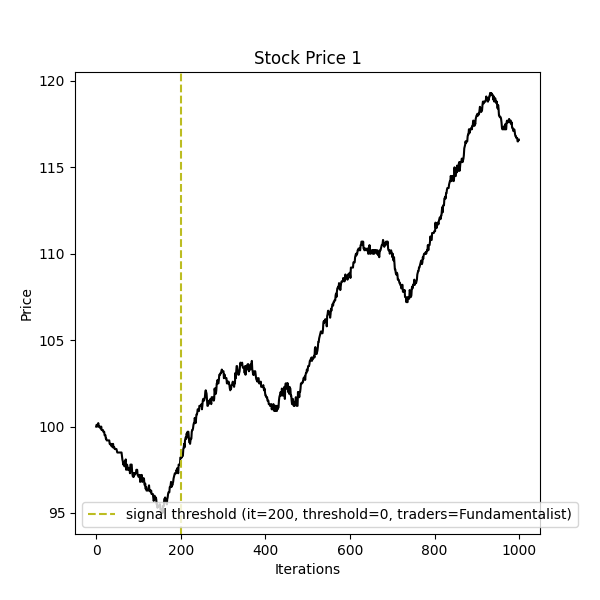 Stock Price 1
120
115
110
105
100
95
Price
signal threshold (it=200, threshold=0, traders=Fundamentalist)
0 200 400 600 800 1000
Iterations